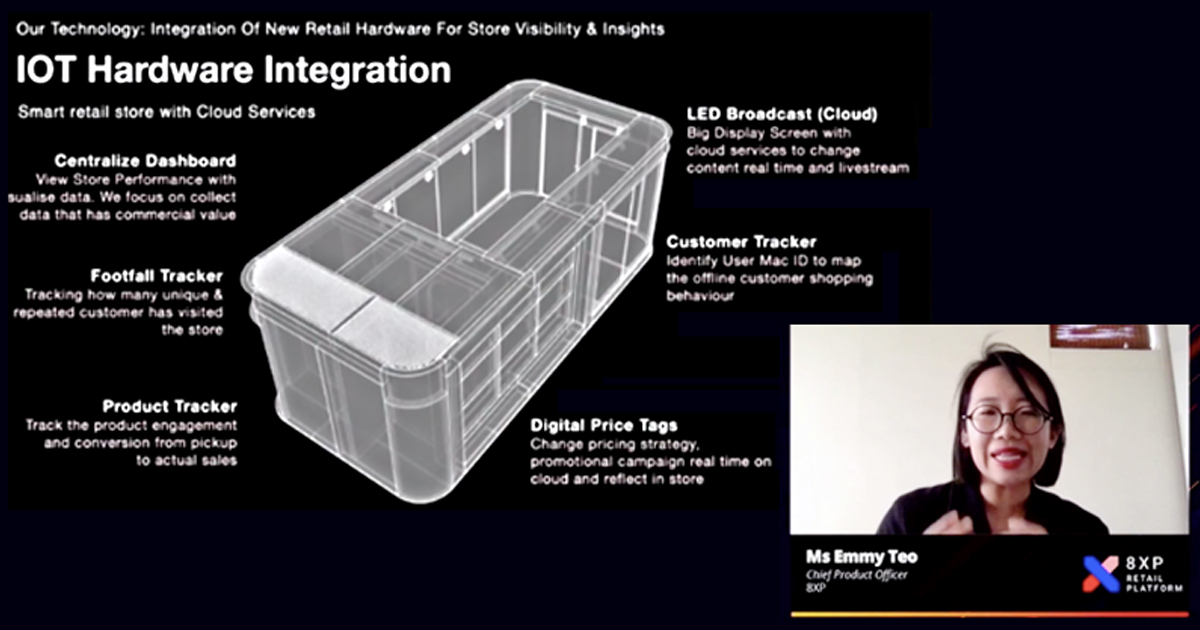 Our Technology: Integration Of New Retail Hardware For Store Visibility & Insights
IOT Hardware Integration
Smart retail store with Cloud Services
Centralize Dashboard
View Store Performance with
sualise data. We focus on collect
data that has commercial value
Footfall Tracker
Tracking how many unique &
repeated customer has visited
the store
Product Tracker
Track the product engagement
and conversion from pickup
to actual sales
LED Broadcast (Cloud)
Big Display Screen with
cloud services to change
content real time and livestream
Customer Tracker
Identify User Mac ID to map
the offline customer shopping
behaviour
Digital Price Tags
Change pricing strategy,
promotional campaign real time on
cloud and reflect in store
Ms Emmy Teo
Chief Product Officer
8XP
8XP
RETAIL
PLATFORM